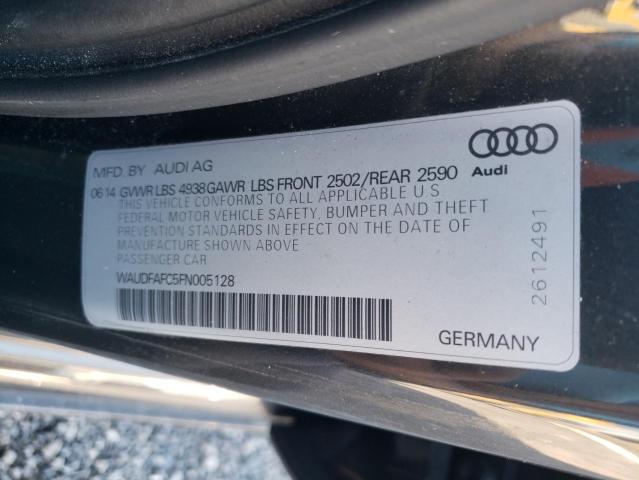 MFD. BY AUDI AG
06 14 GVWR LBS 4938 GAWR LBS FRONT 2502/REAR 2590
THIS VEHICLE CONFORMS TO ALL APPLICABLE U.S.
FEDERAL MOTOR VEHICLE SAFETY, BUMPER AND THEFT
PREVENTION STANDARDS IN EFFECT ON THE DATE OF
MANUFACTURE SHOWN ABOVE.
PASSENGER CAR
WAUDFAFC5FN005128
Audi
2612491
GERMANY